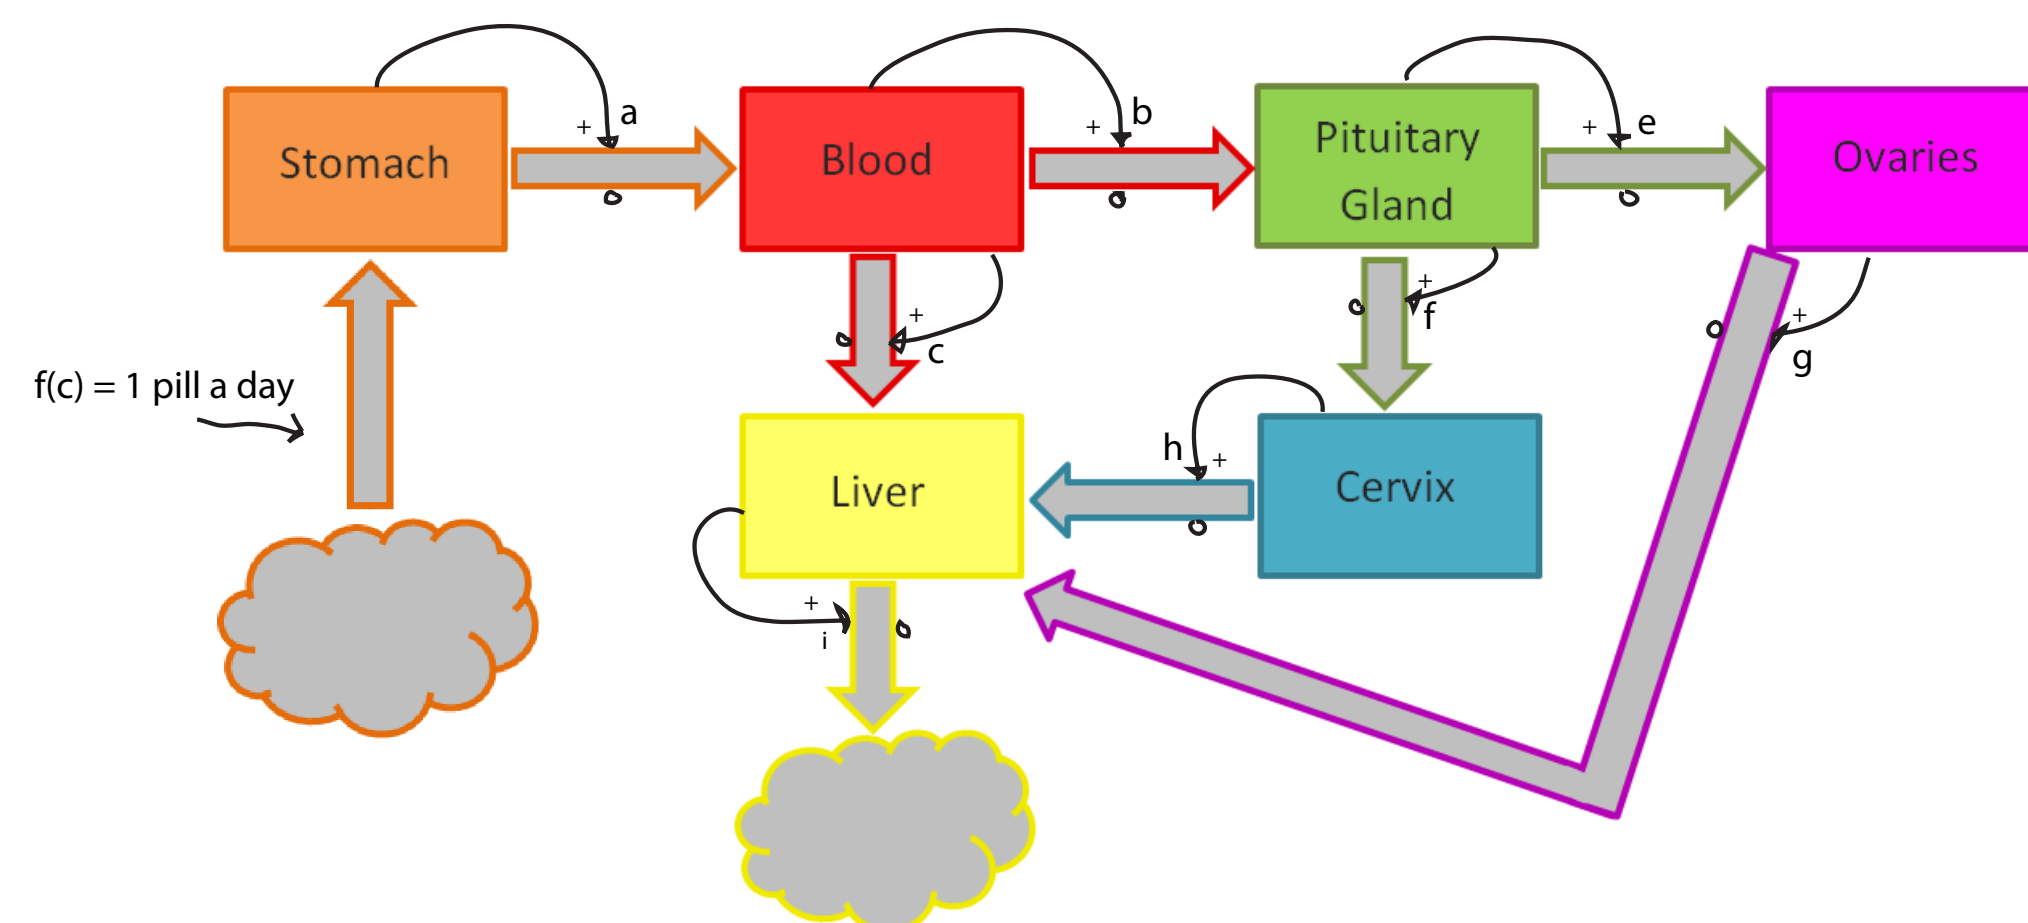 + a
+ b
+ e
Stomach
Blood
Pituitary
Gland
Ovaries
+ f
+ c
+ g
f(c) = 1 pill a day
h +
Liver
Cervix
+
i